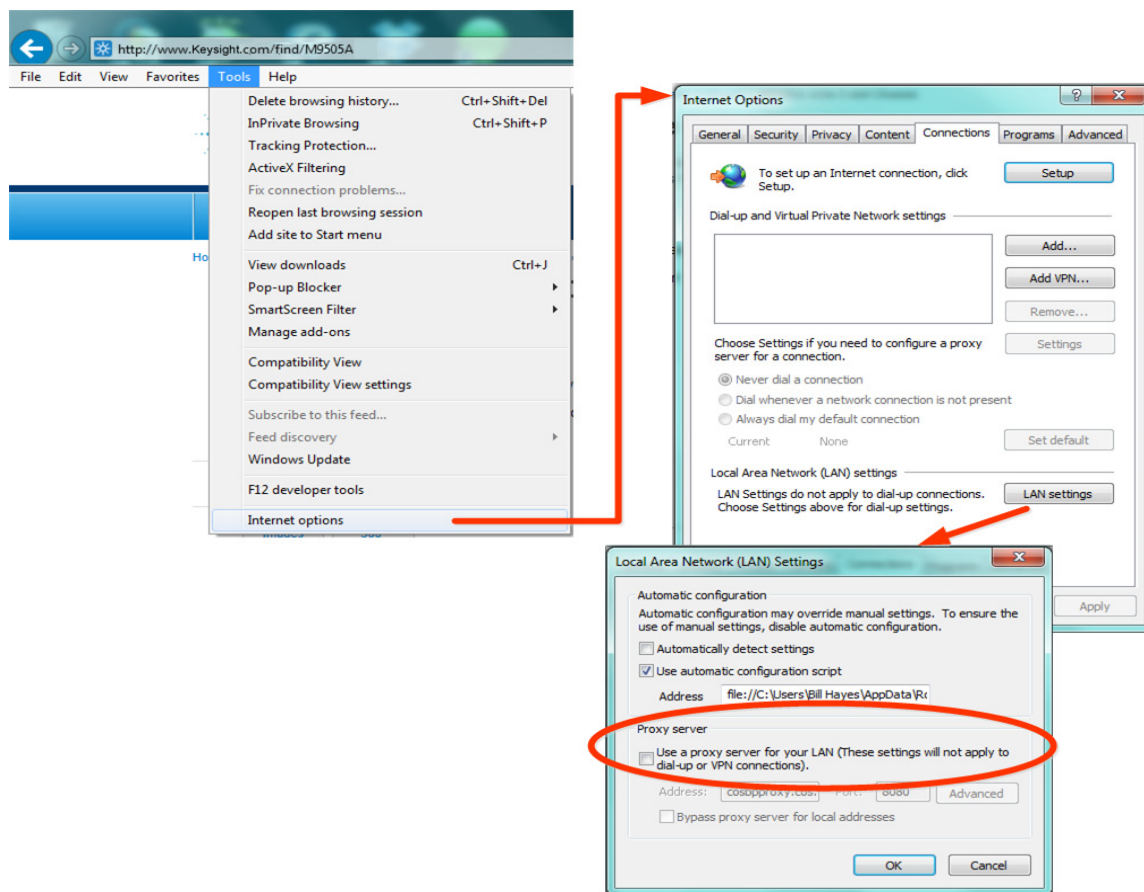 http://www.Keysight.com/find/M9505A
File Edit View Favorites Tools Help
Delete browsing history... Ctrl+Shift+Del
InPrivate Browsing Ctrl+Shift+P
Tracking Protection...
ActiveX Filtering
Fix connection problems...
Reopen last browsing session
Add site to Start menu
Ho
View downloads Ctrl+J
Pop-up Blocker
SmartScreen Filter
Manage add-ons
Compatibility View
Compatibility View settings
Subscribe to this feed...
Feed discovery
Windows Update
F12 developer tools
Internet options
Images
Internet Options
General Security Privacy Content Connections Programs Advanced
To set up an Internet connection, click
Setup.
Setup
Dial-up and Virtual Private Network settings
Add...
Add VPN...
Remove...
Choose Settings if you need to configure a proxy
server for a connection.
Settings
Never dial a connection
Dial whenever a network connection is not present
Always dial my default connection
Current None
Set default
Local Area Network (LAN) settings
LAN Settings do not apply to dial-up connections.
Choose Settings above for dial-up settings.
LAN settings
Apply
Local Area Network (LAN) Settings
Automatic configuration
Automatic configuration may override manual settings. To ensure the
use of manual settings, disable automatic configuration.
Automatically detect settings
Use automatic configuration script
Address file://C:\Users\Bill Hayes\AppData\Ro
Proxy server
Use a proxy server for your LAN (These settings will not apply to
dial-up or VPN connections).
Address: Port: 8080 Advanced
Bypass proxy server for local addresses
OK Cancel